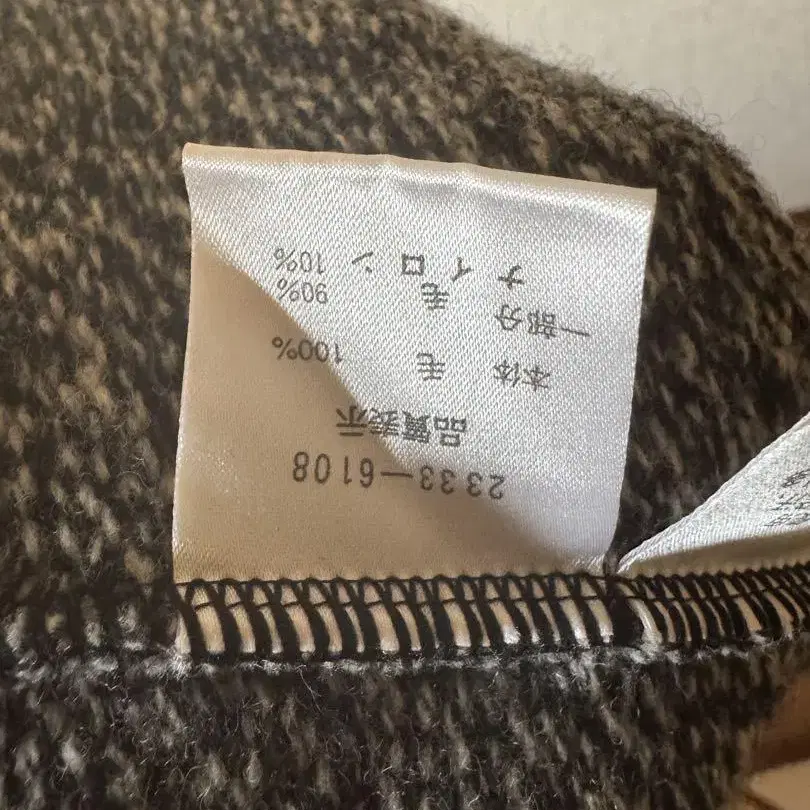 2333-6108
品質表示
本体 毛 100%
一部分 毛 90%
ナイロン 10%